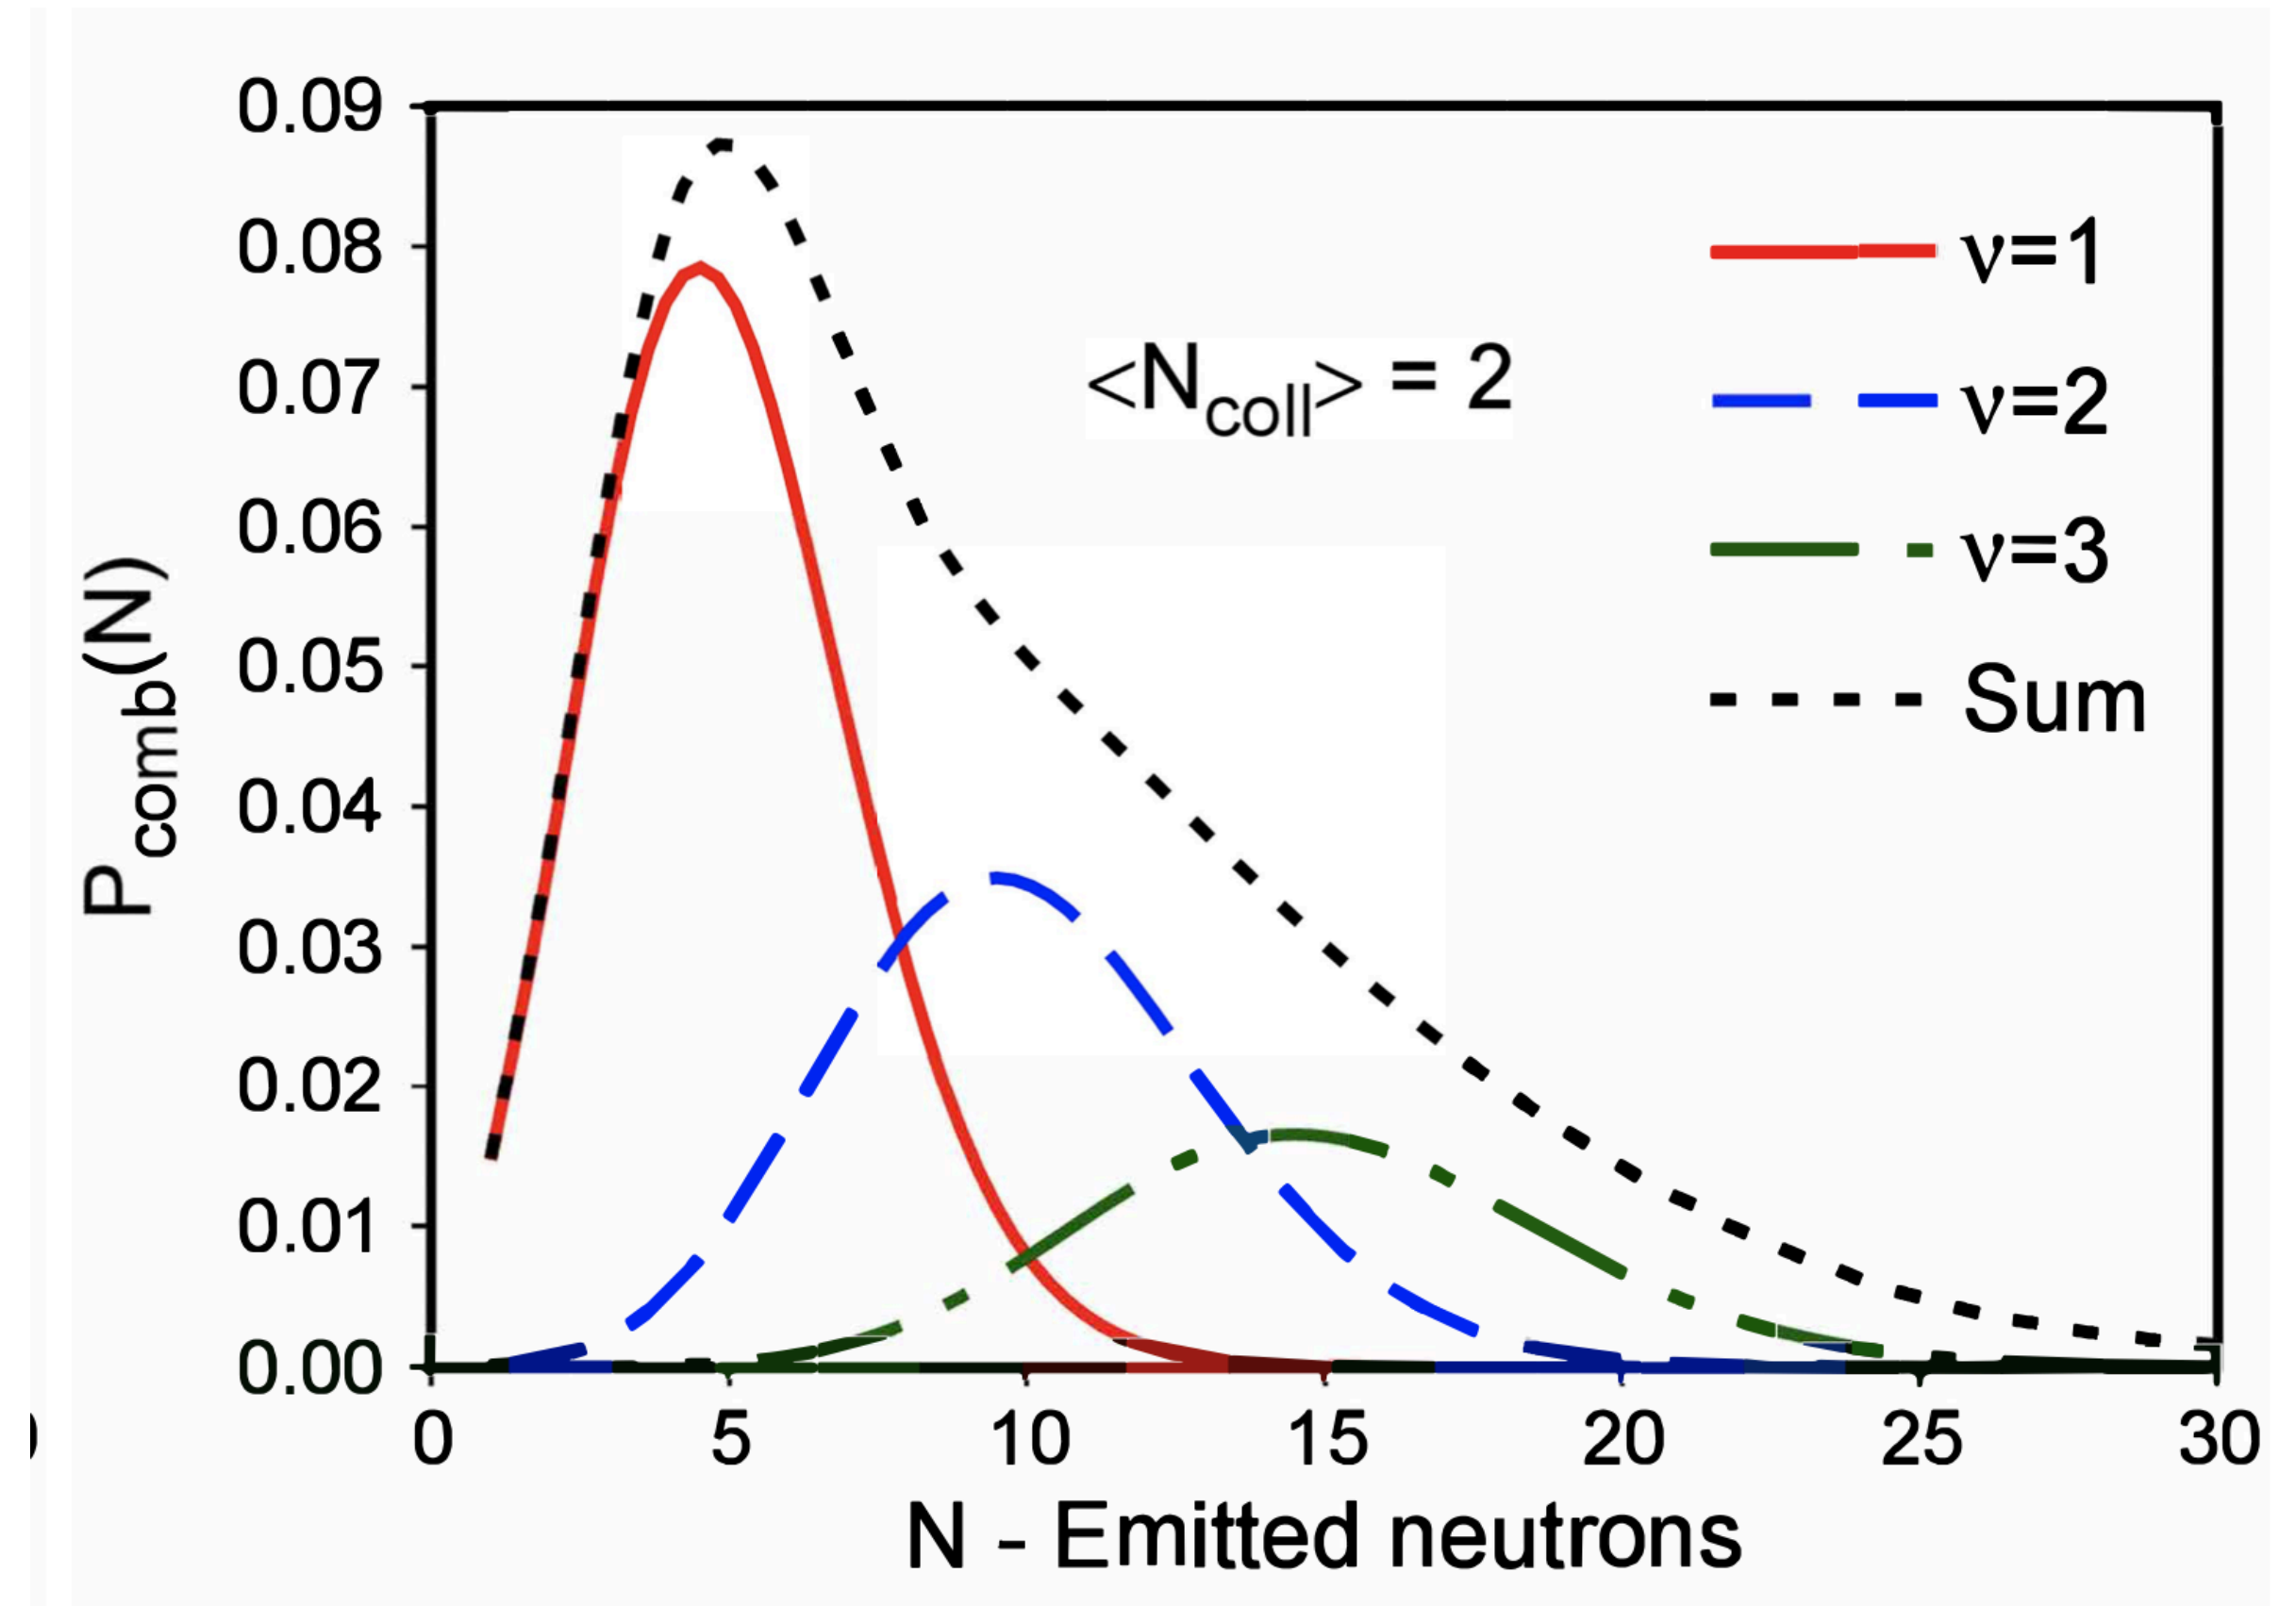 0.09
0.08
0.07
0.06
0.05
0.04
0.03
0.02
0.01
0.00
P_comb(N)
<N_coll> = 2
ν=1
ν=2
ν=3
Sum
0 5 10 15 20 25 30
N - Emitted neutrons